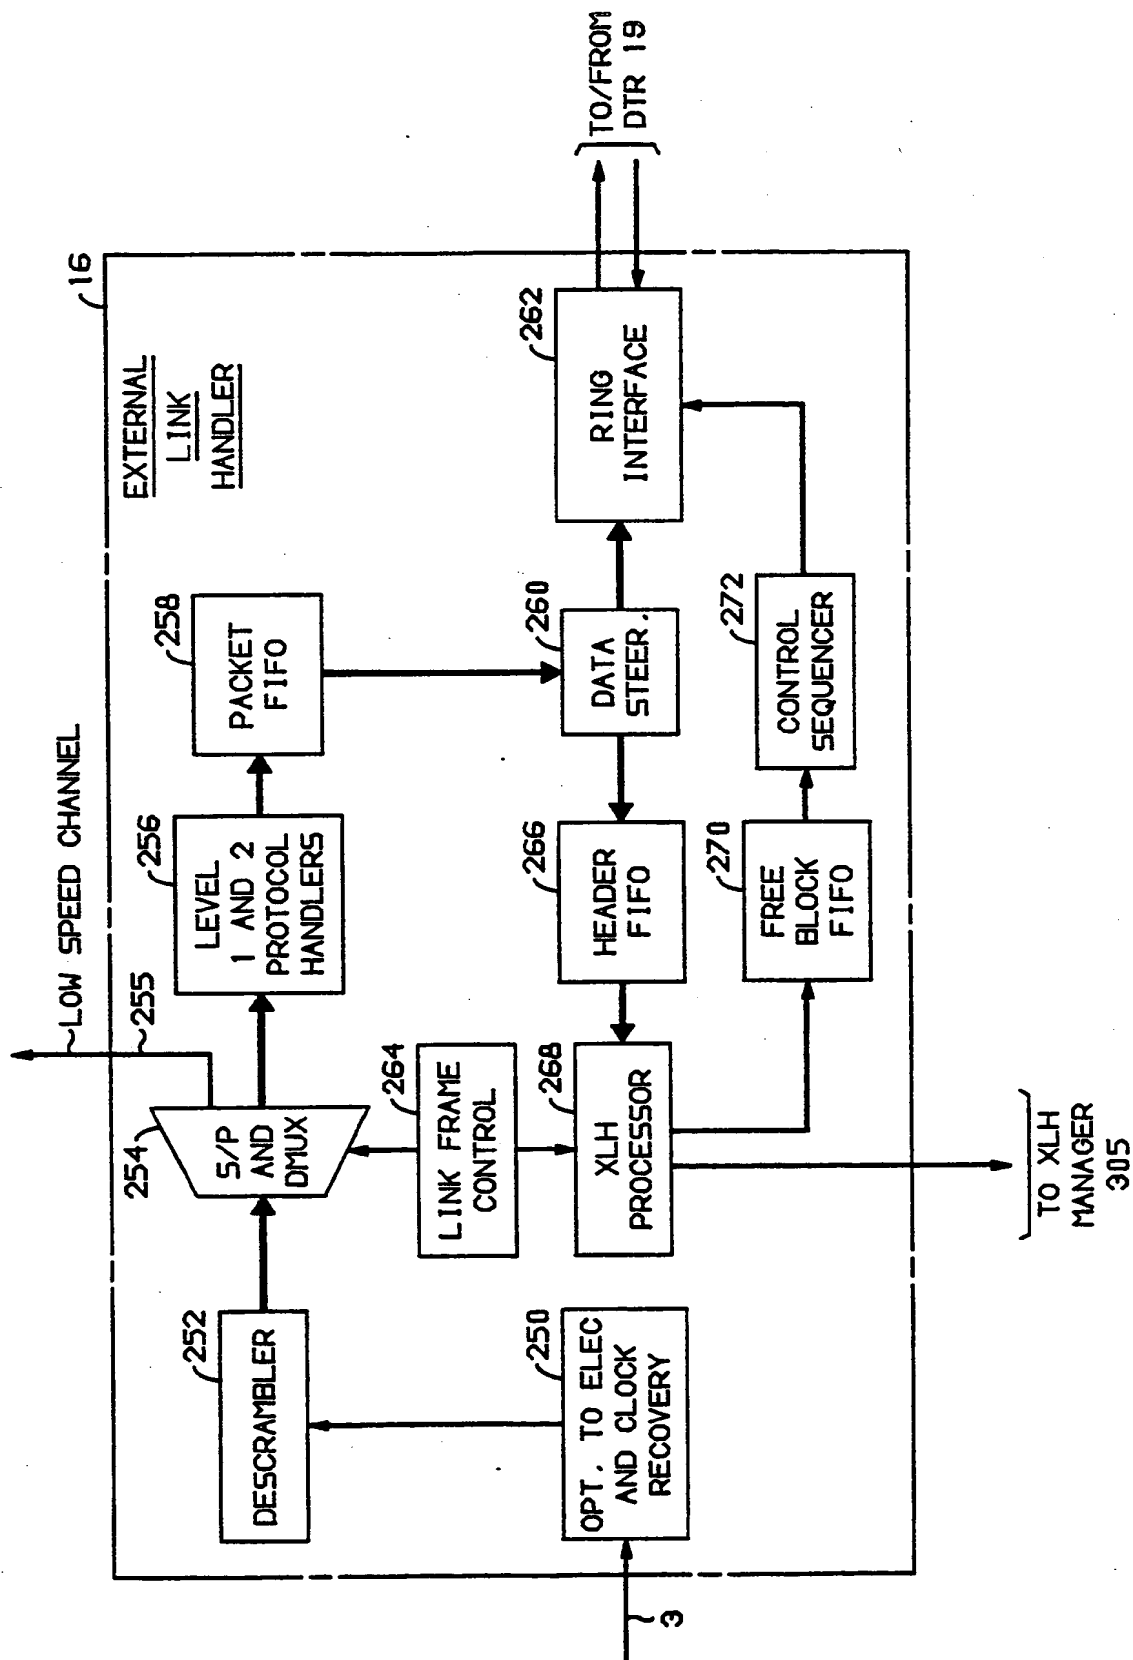 16
EXTERNAL
LINK
HANDLER
LOW SPEED CHANNEL
255
254
S/P
AND
DMUX
252
DESCRAMBLER
256
LEVEL
1 AND 2
PROTOCOL
HANDLERS
258
PACKET
FIFO
264
LINK FRAME
CONTROL
250
OPT. TO ELEC
AND CLOCK
RECOVERY
3
268
XLH
PROCESSOR
266
HEADER
FIFO
260
DATA
STEER.
262
RING
INTERFACE
TO/FROM
DTR 19
270
FREE
BLOCK
FIFO
272
CONTROL
SEQUENCER
TO XLH
MANAGER
305